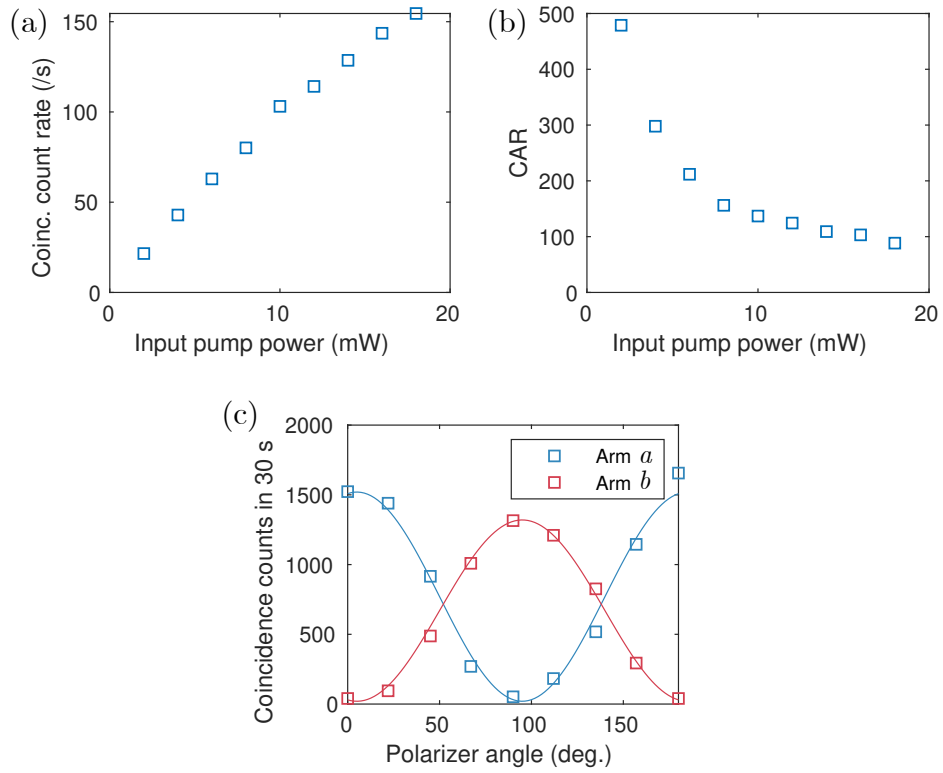 (a)
Coinc. count rate (/s)
150
100
50
0
0 10 20
Input pump power (mW)
(b)
CAR
500
400
300
200
100
0
0 10 20
Input pump power (mW)
(c)
Coincidence counts in 30 s
2000
1500
1000
500
0
Arm a
Arm b
0 50 100 150
Polarizer angle (deg.)